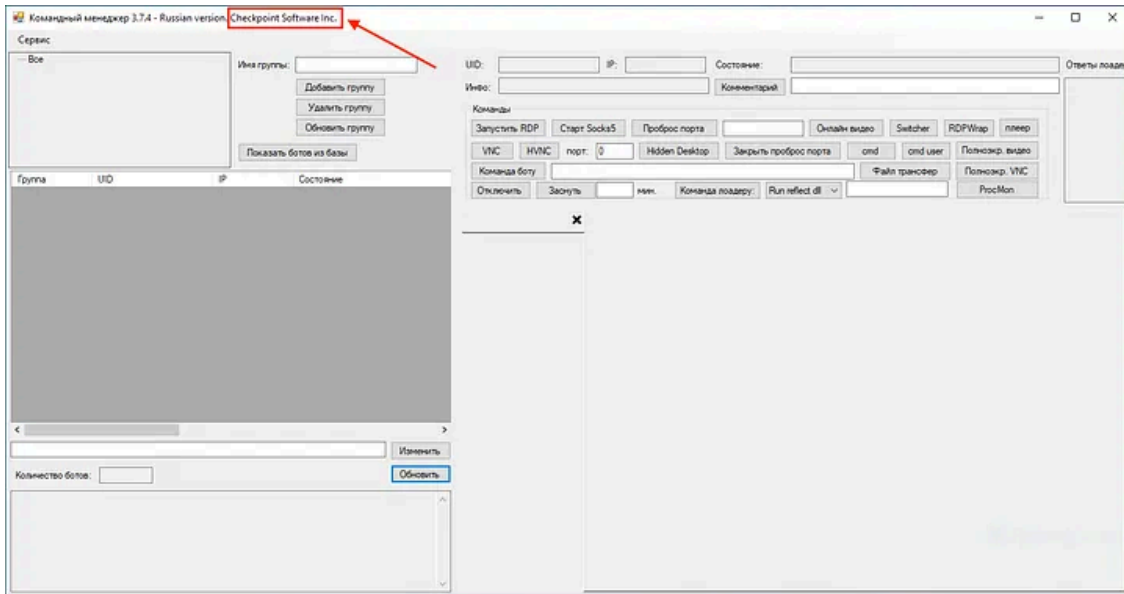 Командный менеджер 3.7.4 - Russian version. Checkpoint Software Inc.
Сервис
Все
Имя группы:
Добавить группу
Удалить группу
Обновить группу
Показать ботов из базы
UID: IP: Состояние: Ответы лоаде
Инфо: Комментарий
Команды
Запустить RDP Старт Socks5 Проброс порта Онлайн видео Switcher RDPWrap плеер
VNC HVNC порт: 0 Hidden Desktop Закрыть проброс порта cmd cmd user Полноэкр. видео
Команда боту Файл трансфер Полноэкр. VNC
Отключить Заснуть мин. Команда лоадеру: Run reflect dll ProcMon
Группа UID IP Состояние
Изменить
Количество ботов: Обновить